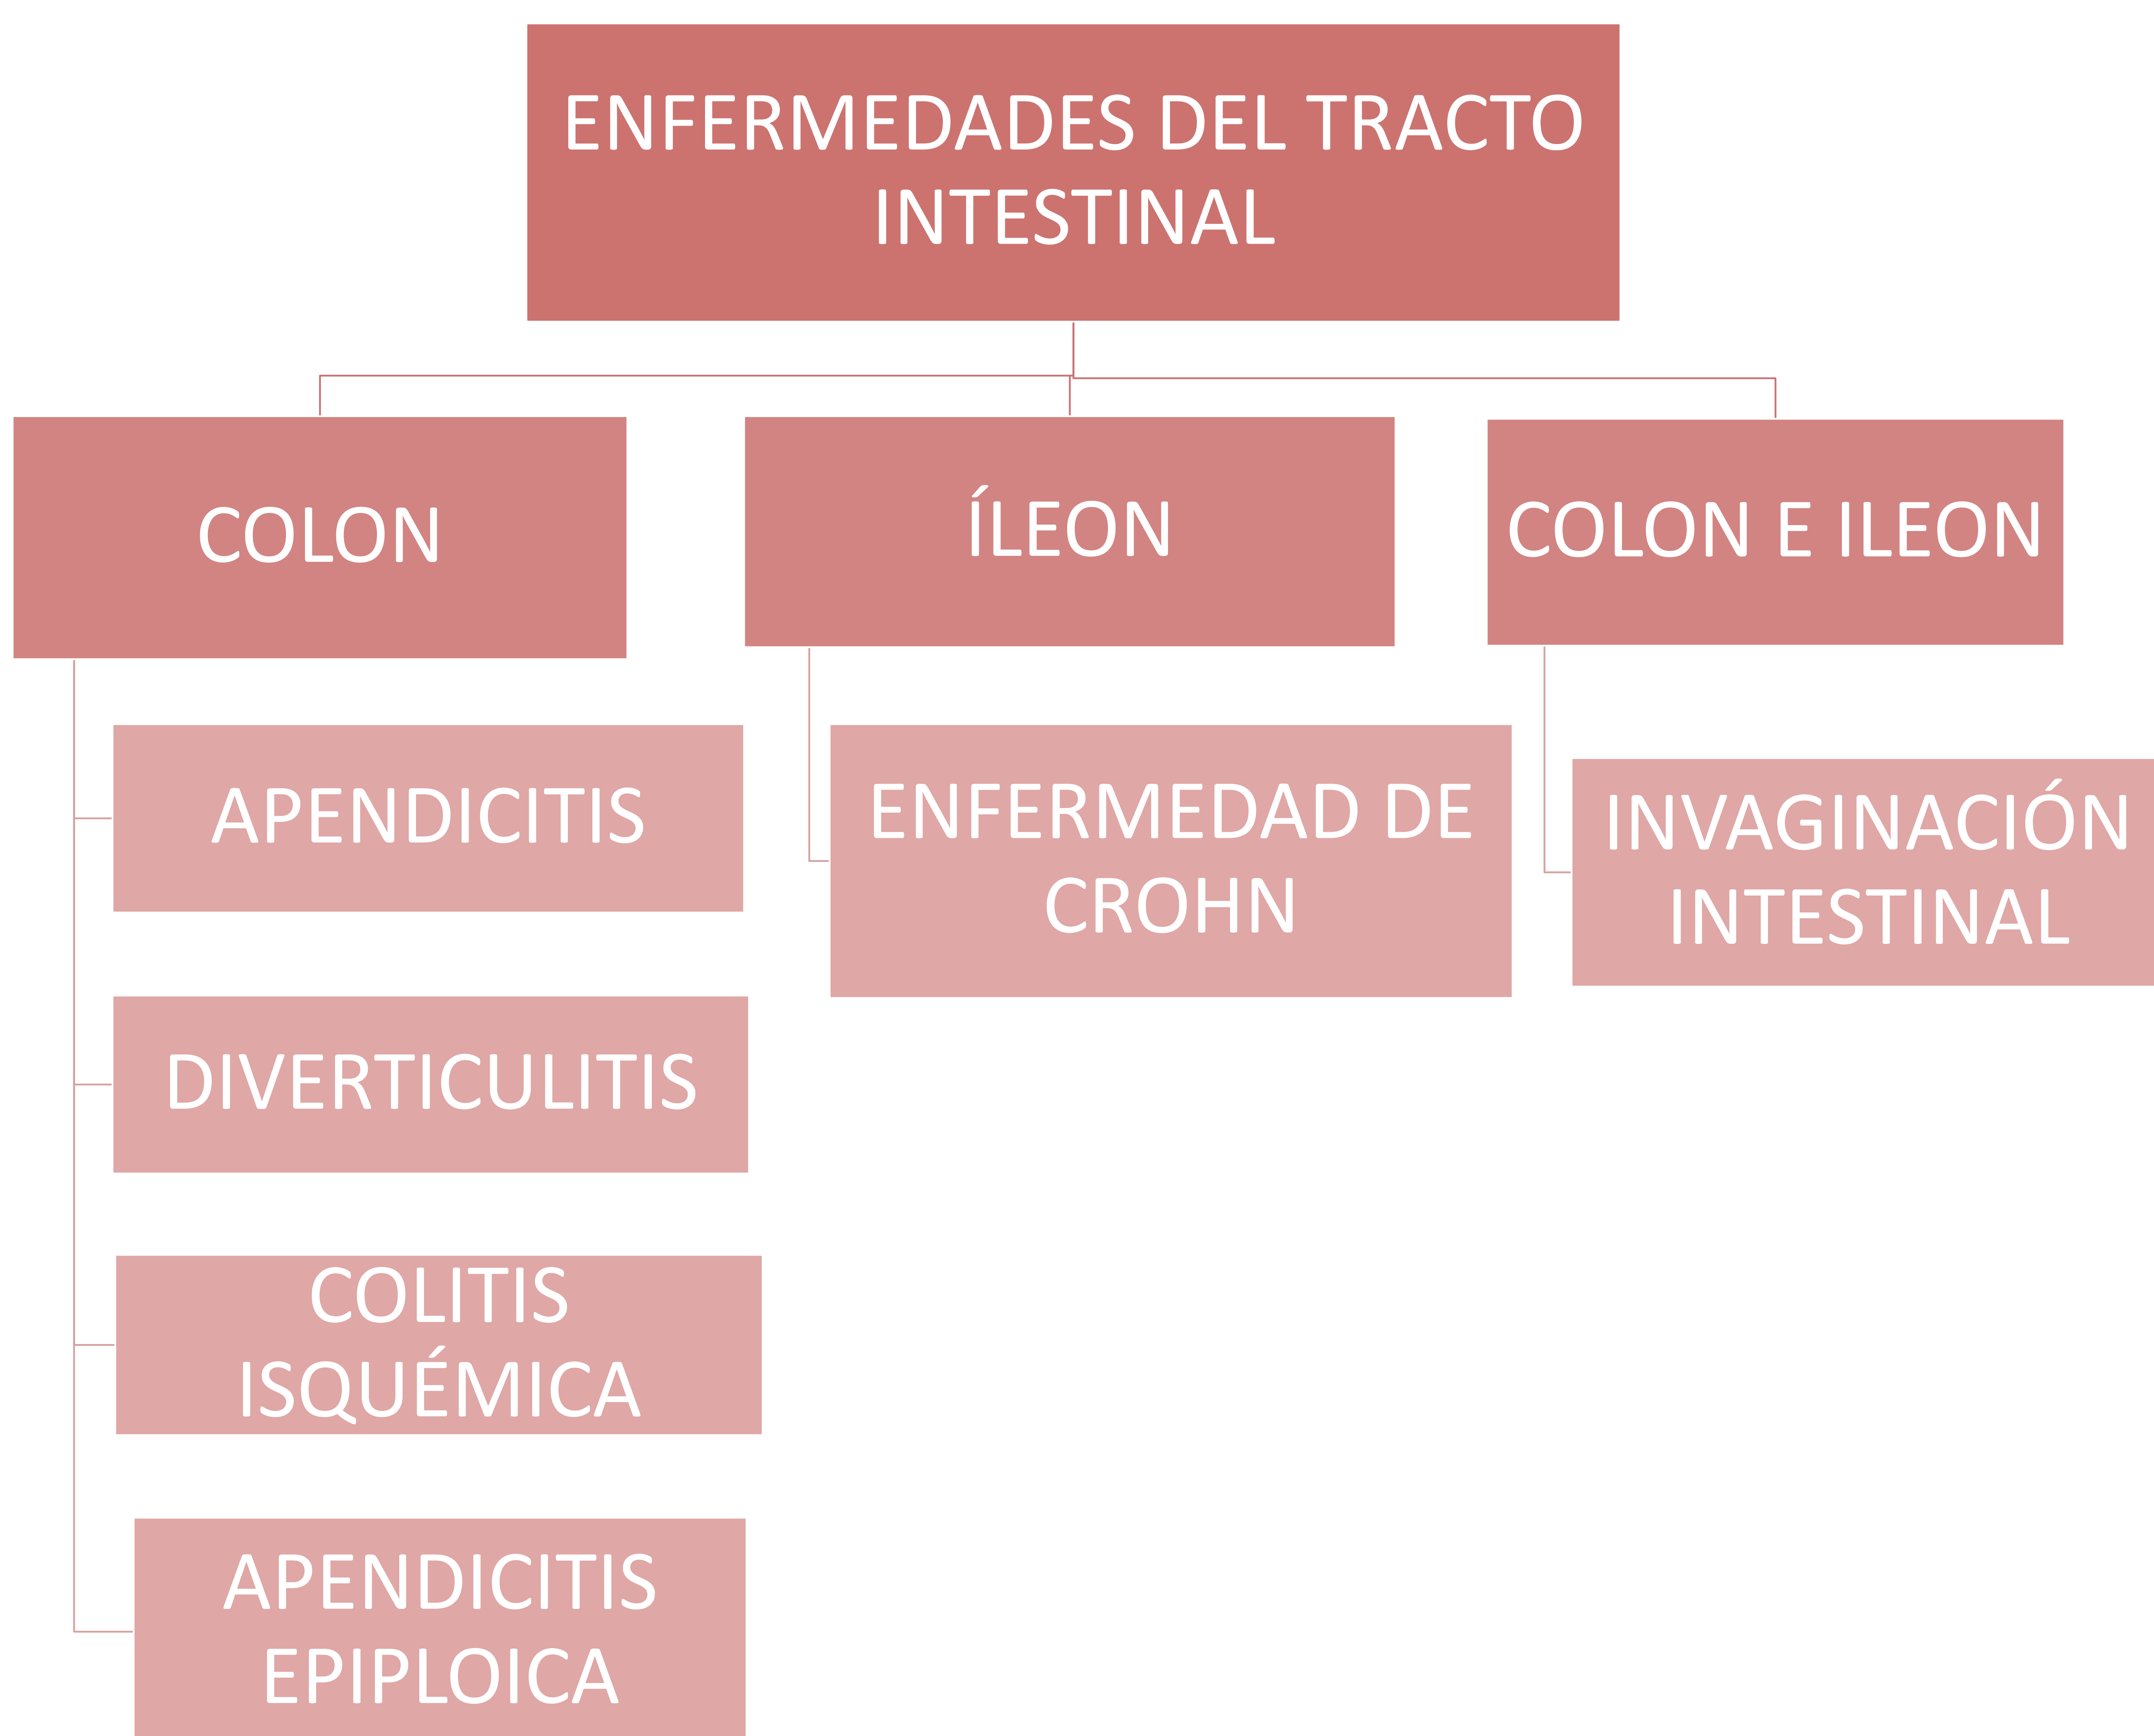 ENFERMEDADES DEL TRACTO
INTESTINAL
COLON
ÍLEON
COLON E ILEON
APENDICITIS
DIVERTICULITIS
COLITIS
ISQUÉMICA
APENDICITIS
EPIPLOICA
ENFERMEDAD DE
CROHN
INVAGINACIÓN
INTESTINAL